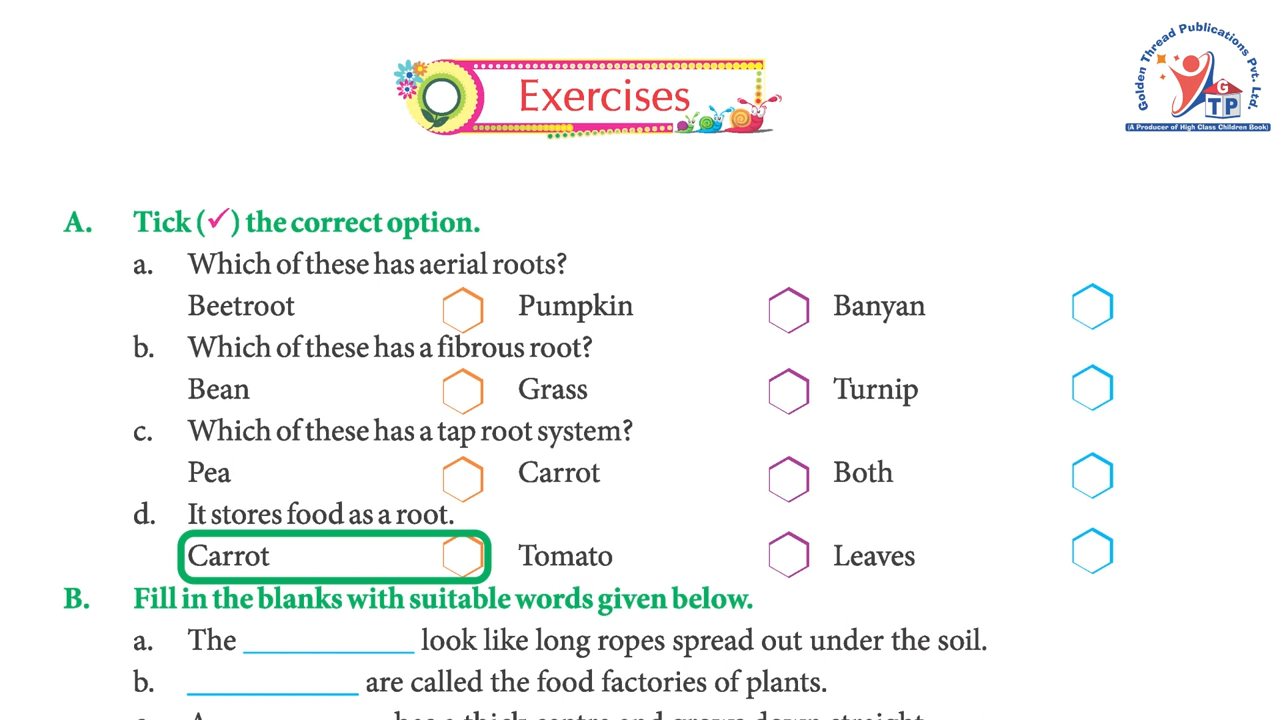 Exercises
Golden Thread Publications Pvt. Ltd.
G
T P
(A Producer of High Class Children Book)
A. Tick (✓) the correct option.
a. Which of these has aerial roots?
Beetroot Pumpkin Banyan
b. Which of these has a fibrous root?
Bean Grass Turnip
c. Which of these has a tap root system?
Pea Carrot Both
d. It stores food as a root.
Carrot Tomato Leaves
B. Fill in the blanks with suitable words given below.
a. The ____________ look like long ropes spread out under the soil.
b. ____________ are called the food factories of plants.